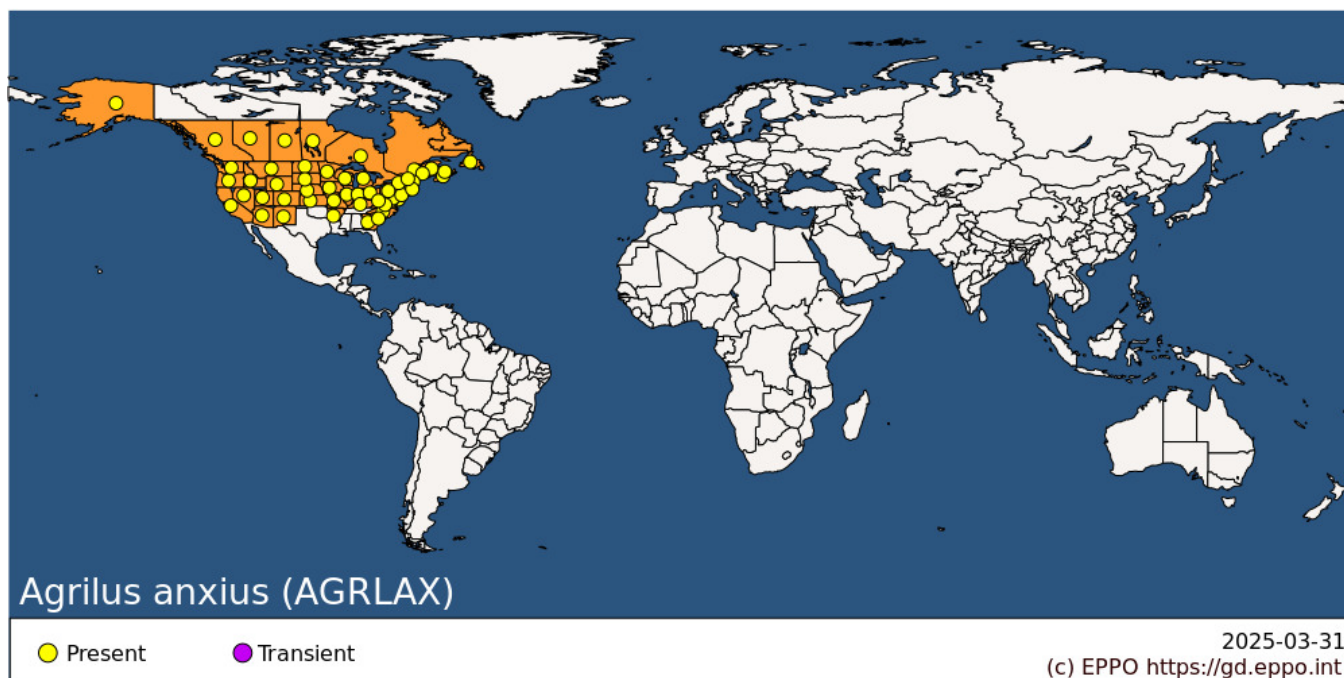 Agrilus anxius (AGRLAX)
Present
Transient
2025-03-31
(c) EPPO https://gd.eppo.int